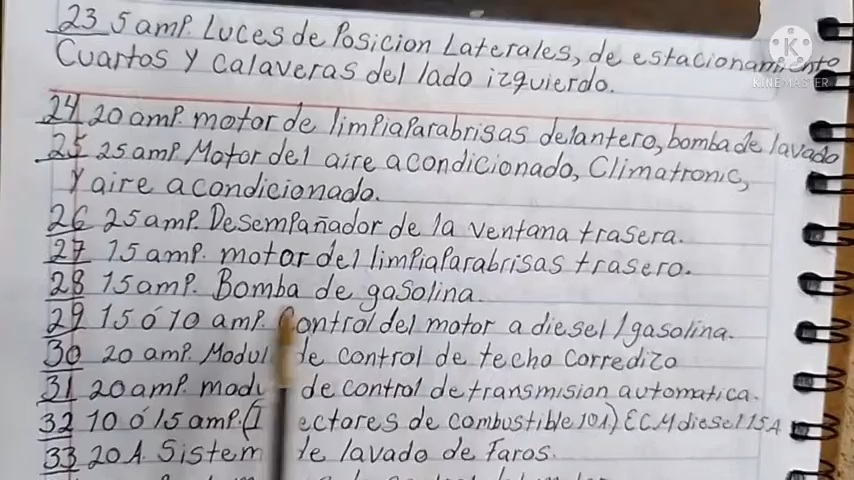 23 5 amp. Luces de Posicion Laterales, de estacionamiento
Cuartos y calaveras del lado izquierdo.
24 20 amp. motor de limpiaparabrisas delantero, bomba de lavado
25 25 amp. Motor del aire acondicionado, Climatronic,
y aire acondicionado.
26 25 amp. Desempañador de la ventana trasera.
27 15 amp. motor del limpiaparabrisas trasero.
28 15 amp. Bomba de gasolina.
29 15 ó 10 amp. Control del motor a diesel/gasolina.
30 20 amp. Modul de control de techo corredizo
31 20 amp. modu de control de transmision automatica.
32 10 ó 15 amp. (I ectores de combustible 10A) ECM diesel 15A
33 20A. Sistem de lavado de faros.
KINEMASTER